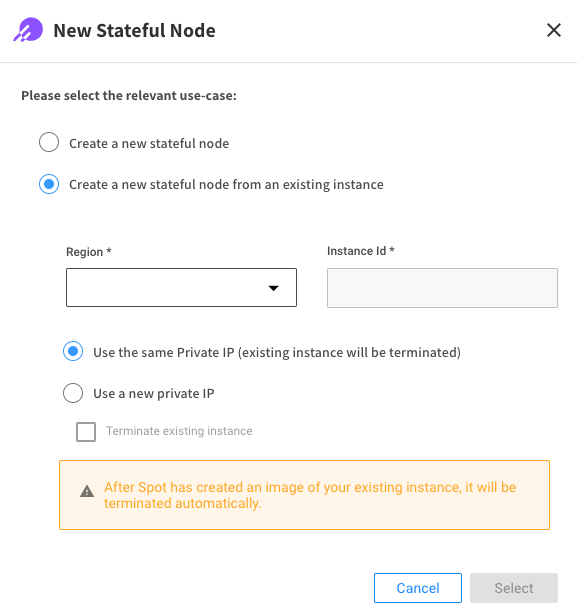 New Stateful Node
Please select the relevant use-case:
Create a new stateful node
Create a new stateful node from an existing instance
Region *
Instance Id *
Use the same Private IP (existing instance will be terminated)
Use a new private IP
Terminate existing instance
After Spot has created an image of your existing instance, it will be
terminated automatically.
Cancel
Select